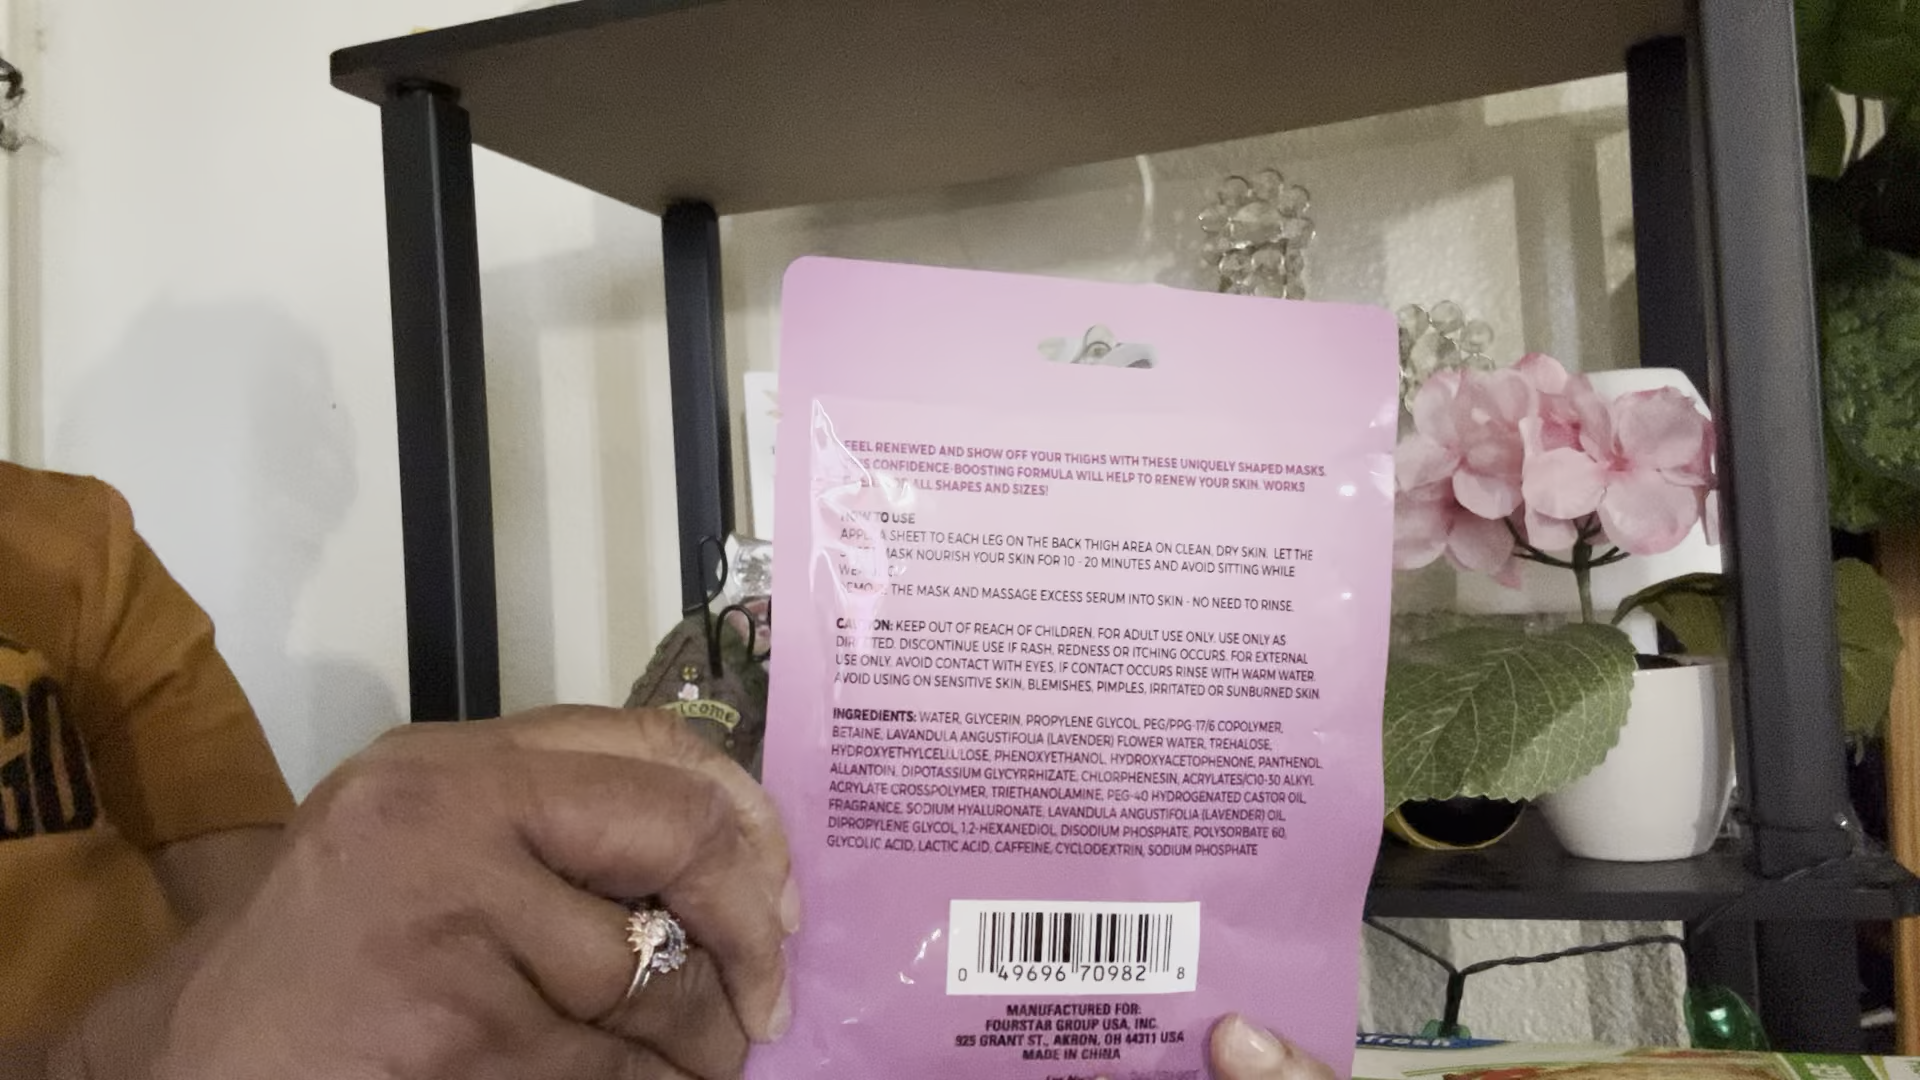 FEEL RENEWED AND SHOW OFF YOUR THIGHS WITH THESE UNIQUELY SHAPED MASKS.
CONFIDENCE-BOOSTING FORMULA WILL HELP TO RENEW YOUR SKIN. WORKS
ALL SHAPES AND SIZES!
HOW TO USE
APPLY A SHEET TO EACH LEG ON THE BACK THIGH AREA ON CLEAN, DRY SKIN. LET THE
MASK NOURISH YOUR SKIN FOR 10 - 20 MINUTES AND AVOID SITTING WHILE
REMOVE THE MASK AND MASSAGE EXCESS SERUM INTO SKIN - NO NEED TO RINSE.
CAUTION: KEEP OUT OF REACH OF CHILDREN. FOR ADULT USE ONLY. USE ONLY AS
DIRECTED. DISCONTINUE USE IF RASH, REDNESS OR ITCHING OCCURS. FOR EXTERNAL
USE ONLY. AVOID CONTACT WITH EYES. IF CONTACT OCCURS RINSE WITH WARM WATER.
AVOID USING ON SENSITIVE SKIN, BLEMISHES, PIMPLES, IRRITATED OR SUNBURNED SKIN.
INGREDIENTS: WATER, GLYCERIN, PROPYLENE GLYCOL, PEG/PPG-17/6 COPOLYMER,
BETAINE, LAVANDULA ANGUSTIFOLIA (LAVENDER) FLOWER WATER, TREHALOSE,
HYDROXYETHYLCELLULOSE, PHENOXYETHANOL, HYDROXYACETOPHENONE, PANTHENOL,
ALLANTOIN, DIPOTASSIUM GLYCYRRHIZATE, CHLORPHENESIN, ACRYLATES/C10-30 ALKYL
ACRYLATE CROSSPOLYMER, TRIETHANOLAMINE, PEG-40 HYDROGENATED CASTOR OIL,
FRAGRANCE, SODIUM HYALURONATE, LAVANDULA ANGUSTIFOLIA (LAVENDER) OIL,
DIPROPYLENE GLYCOL, 1,2-HEXANEDIOL, DISODIUM PHOSPHATE, POLYSORBATE 60,
GLYCOLIC ACID, LACTIC ACID, CAFFEINE, CYCLODEXTRIN, SODIUM PHOSPHATE
0 49696 70982 8
MANUFACTURED FOR:
FOURSTAR GROUP USA, INC.
925 GRANT ST., AKRON, OH 44311 USA
MADE IN CHINA